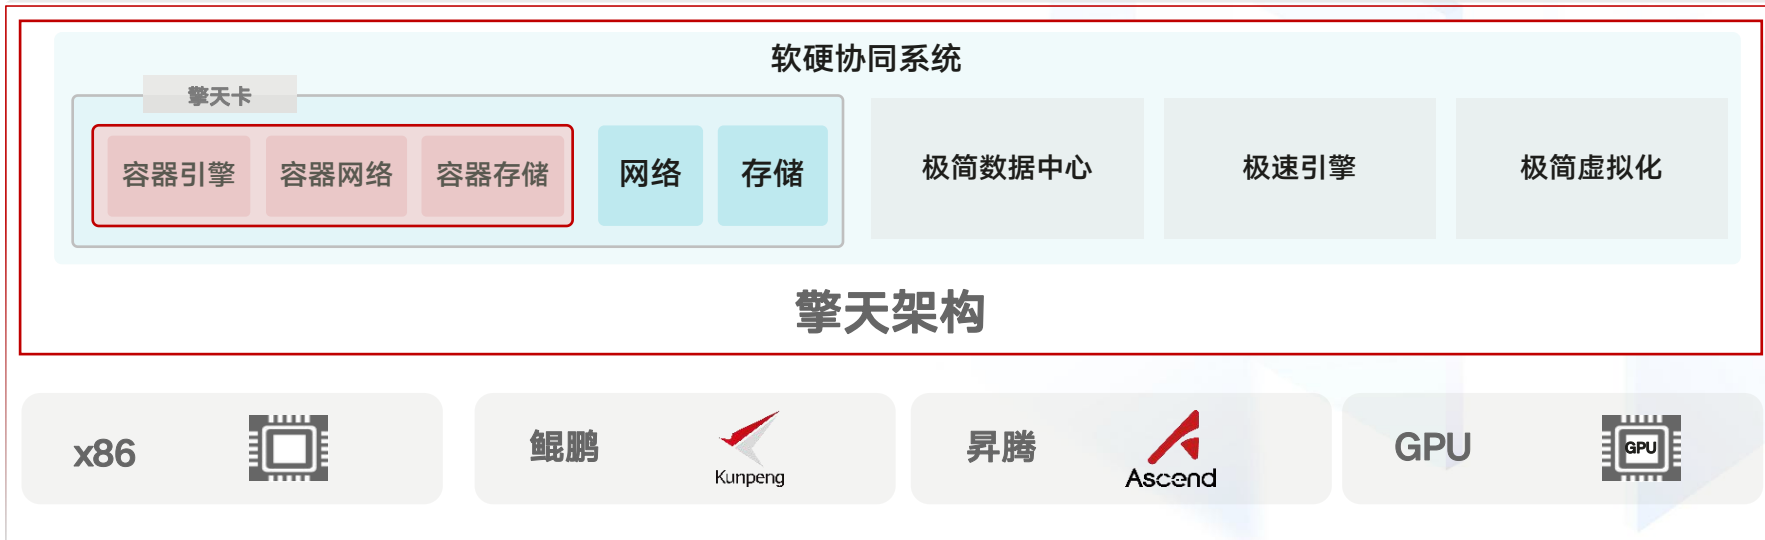 软硬协同系统
擎天卡
容器引擎 容器网络 容器存储 网络 存储 极简数据中心 极速引擎 极简虚拟化
擎天架构
x86 鲲鹏 Kunpeng 昇腾 Ascend GPU GPU